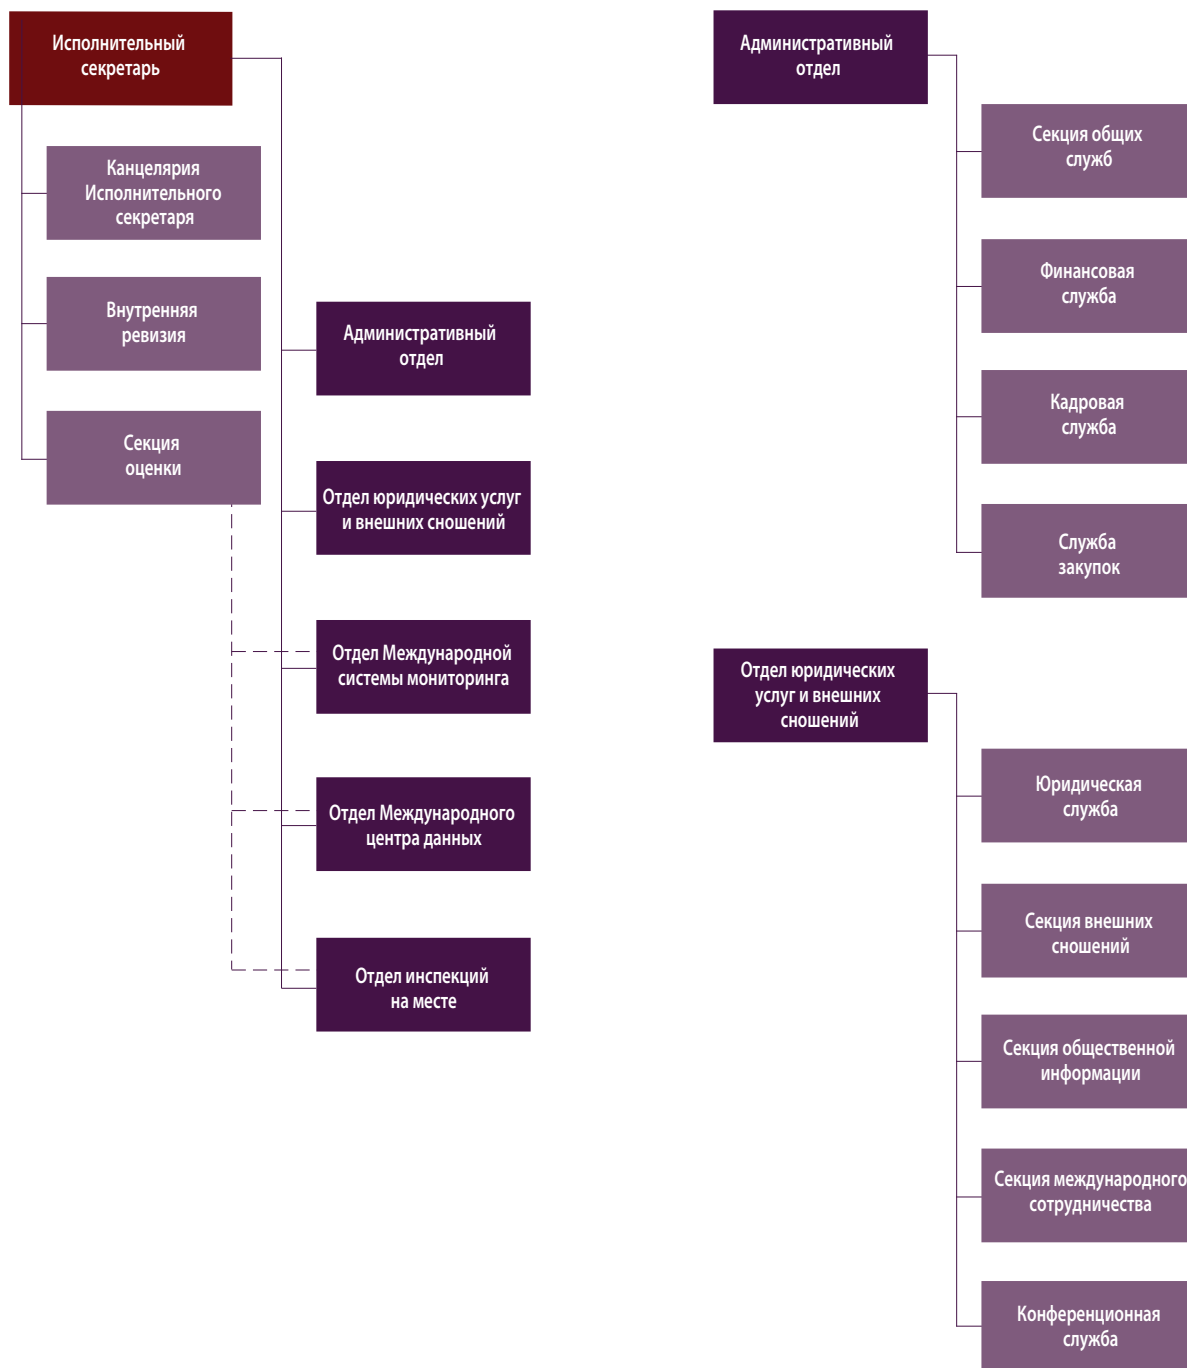 Исполнительный
секретарь
Канцелярия
Исполнительного
секретаря
Внутренняя
ревизия
Секция
оценки
Административный
отдел
Отдел юридических услуг
и внешних сношений
Отдел Международной
системы мониторинга
Отдел Международного
центра данных
Отдел инспекций
на месте
Административный
отдел
Секция общих
служб
Финансовая
служба
Кадровая
служба
Служба
закупок
Отдел юридических
услуг и внешних
сношений
Юридическая
служба
Секция внешних
сношений
Секция общественной
информации
Секция международного
сотрудничества
Конференционная
служба